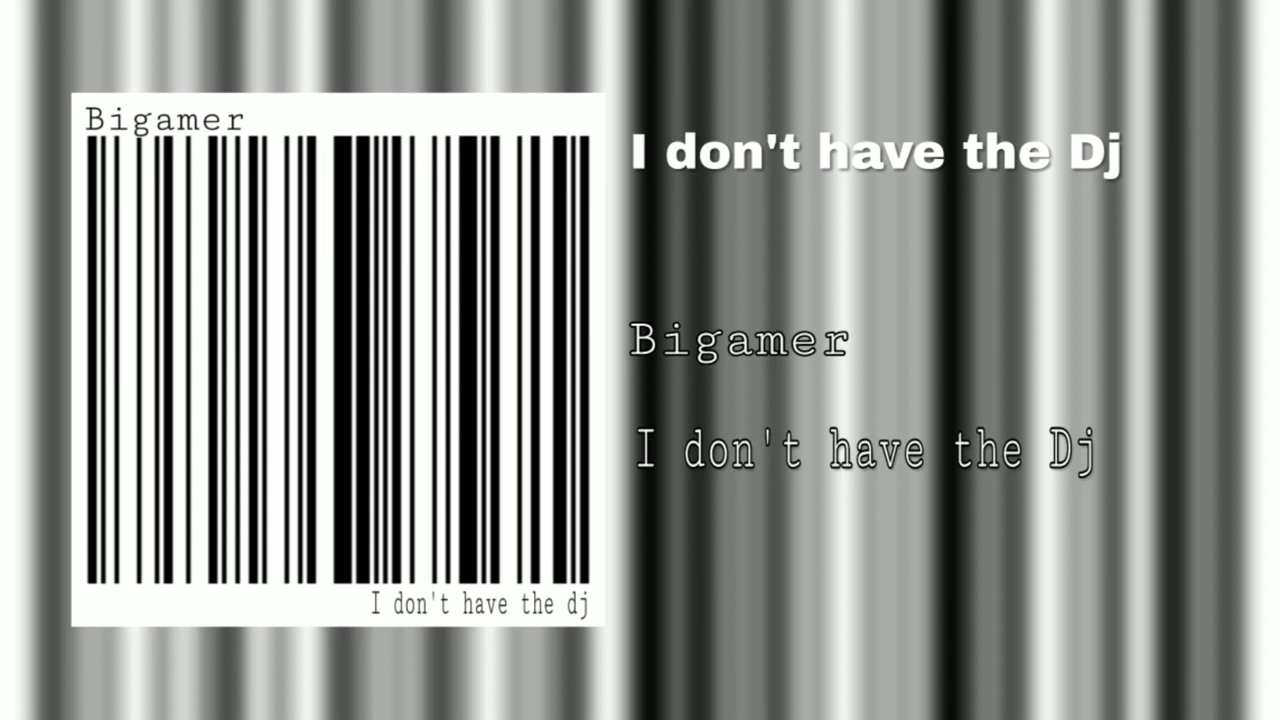 Bigamer
I don't have the dj
I don't have the Dj
Bigamer
I don't have the Dj